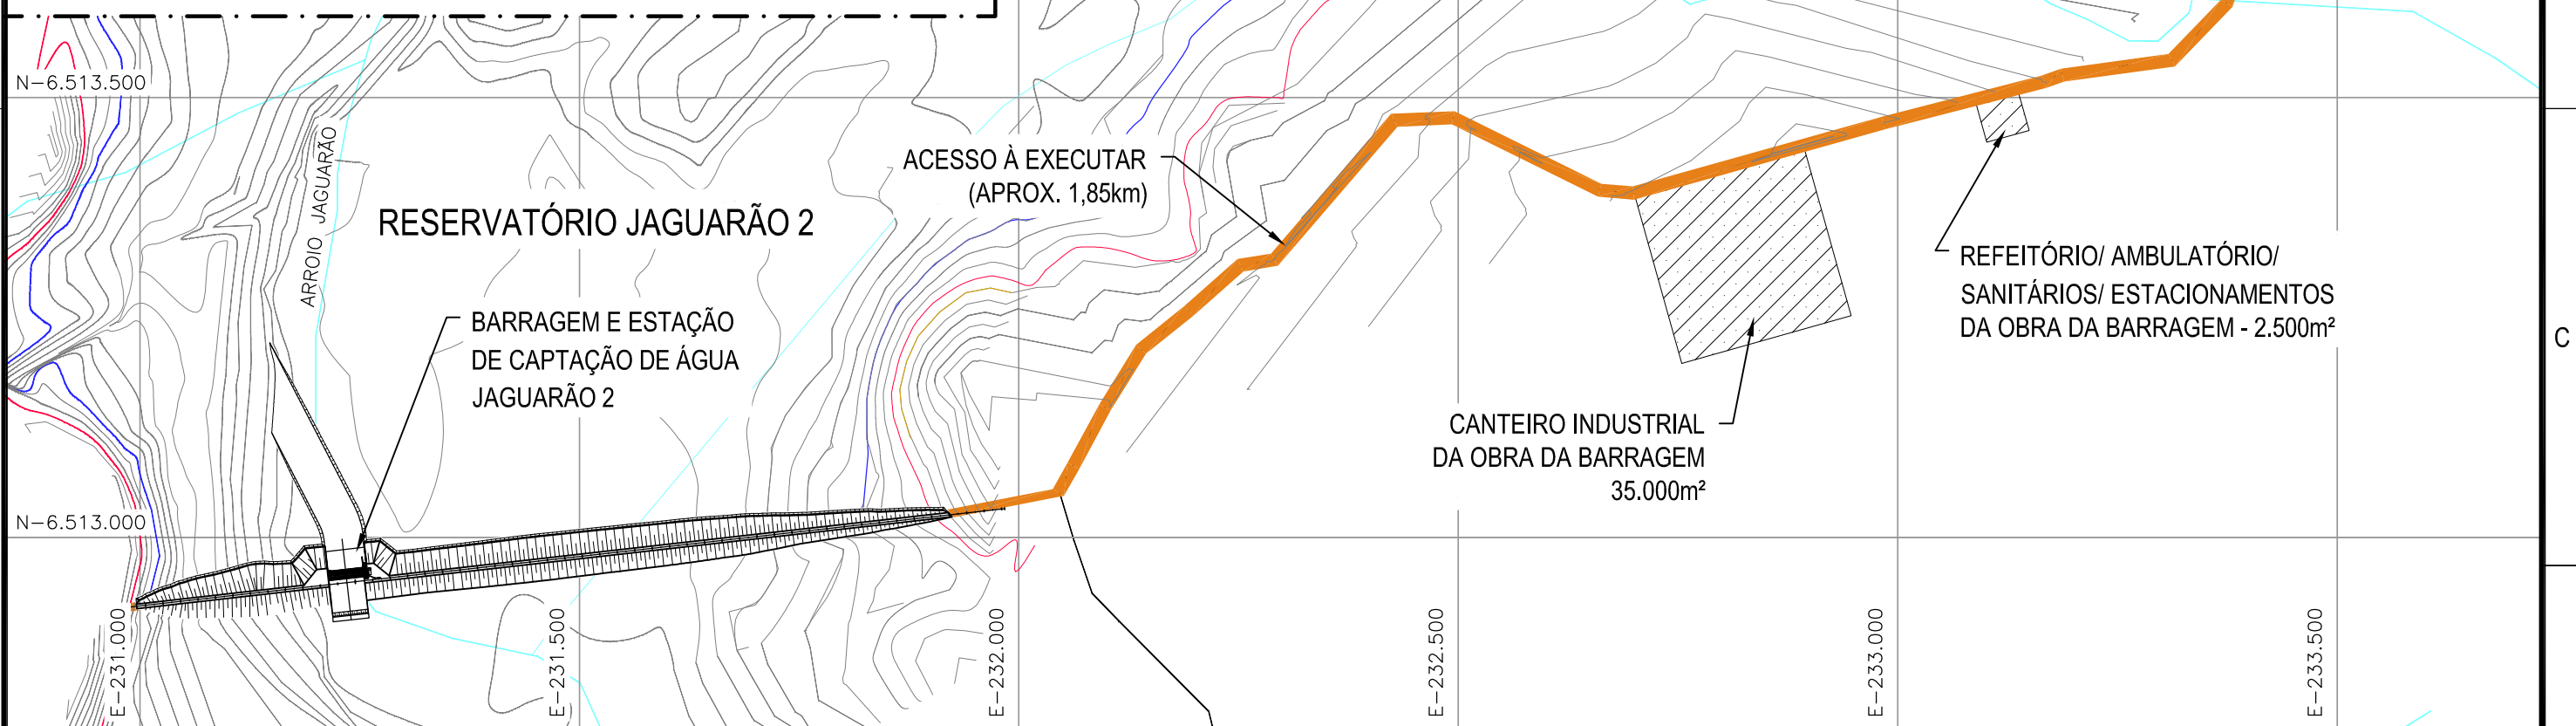 N-6.513.500
ARROIO JAGUARÃO
RESERVATÓRIO JAGUARÃO 2
ACESSO À EXECUTAR
(APROX. 1,85km)
BARRAGEM E ESTAÇÃO
DE CAPTAÇÃO DE ÁGUA
JAGUARÃO 2
REFEITÓRIO/ AMBULATÓRIO/
SANITÁRIOS/ ESTACIONAMENTOS
DA OBRA DA BARRAGEM - 2.500m²
C
CANTEIRO INDUSTRIAL
DA OBRA DA BARRAGEM
35.000m²
N-6.513.000
E-231.000
E-231.500
E-232.000
E-232.500
E-233.000
E-233.500